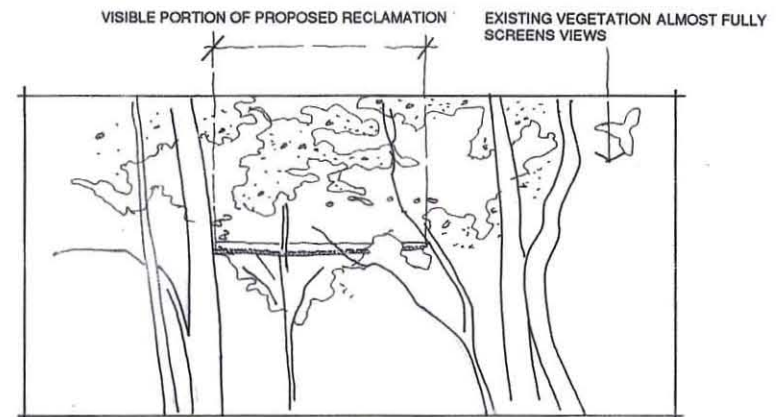 VISIBLE PORTION OF PROPOSED RECLAMATION
EXISTING VEGETATION ALMOST FULLY
SCREENS VIEWS